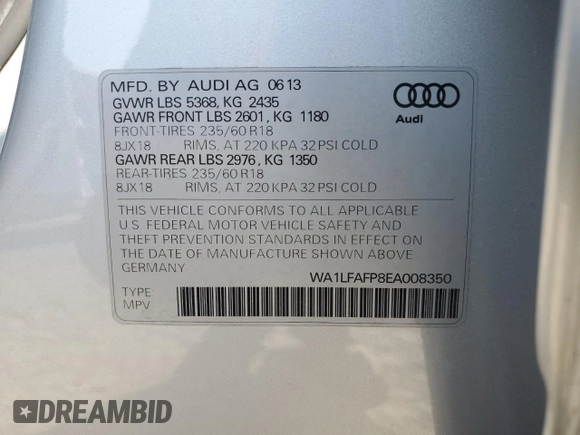 MFD. BY AUDI AG 06 13
GVWR LBS 5368, KG 2435
GAWR FRONT LBS 2601, KG 1180
FRONT-TIRES 235/60 R18
8JX18 RIMS, AT 220 KPA 32 PSI COLD
GAWR REAR LBS 2976, KG 1350
REAR-TIRES 235/60 R18
8JX18 RIMS, AT 220 KPA 32 PSI COLD
Audi
THIS VEHICLE CONFORMS TO ALL APPLICABLE
U.S FEDERAL MOTOR VEHICLE SAFETY AND
THEFT PREVENTION STANDARDS IN EFFECT ON
THE DATE OF MANUFACTURE SHOWN ABOVE
GERMANY
WA1LFAFP8EA008350
TYPE
MPV
DREAMBID